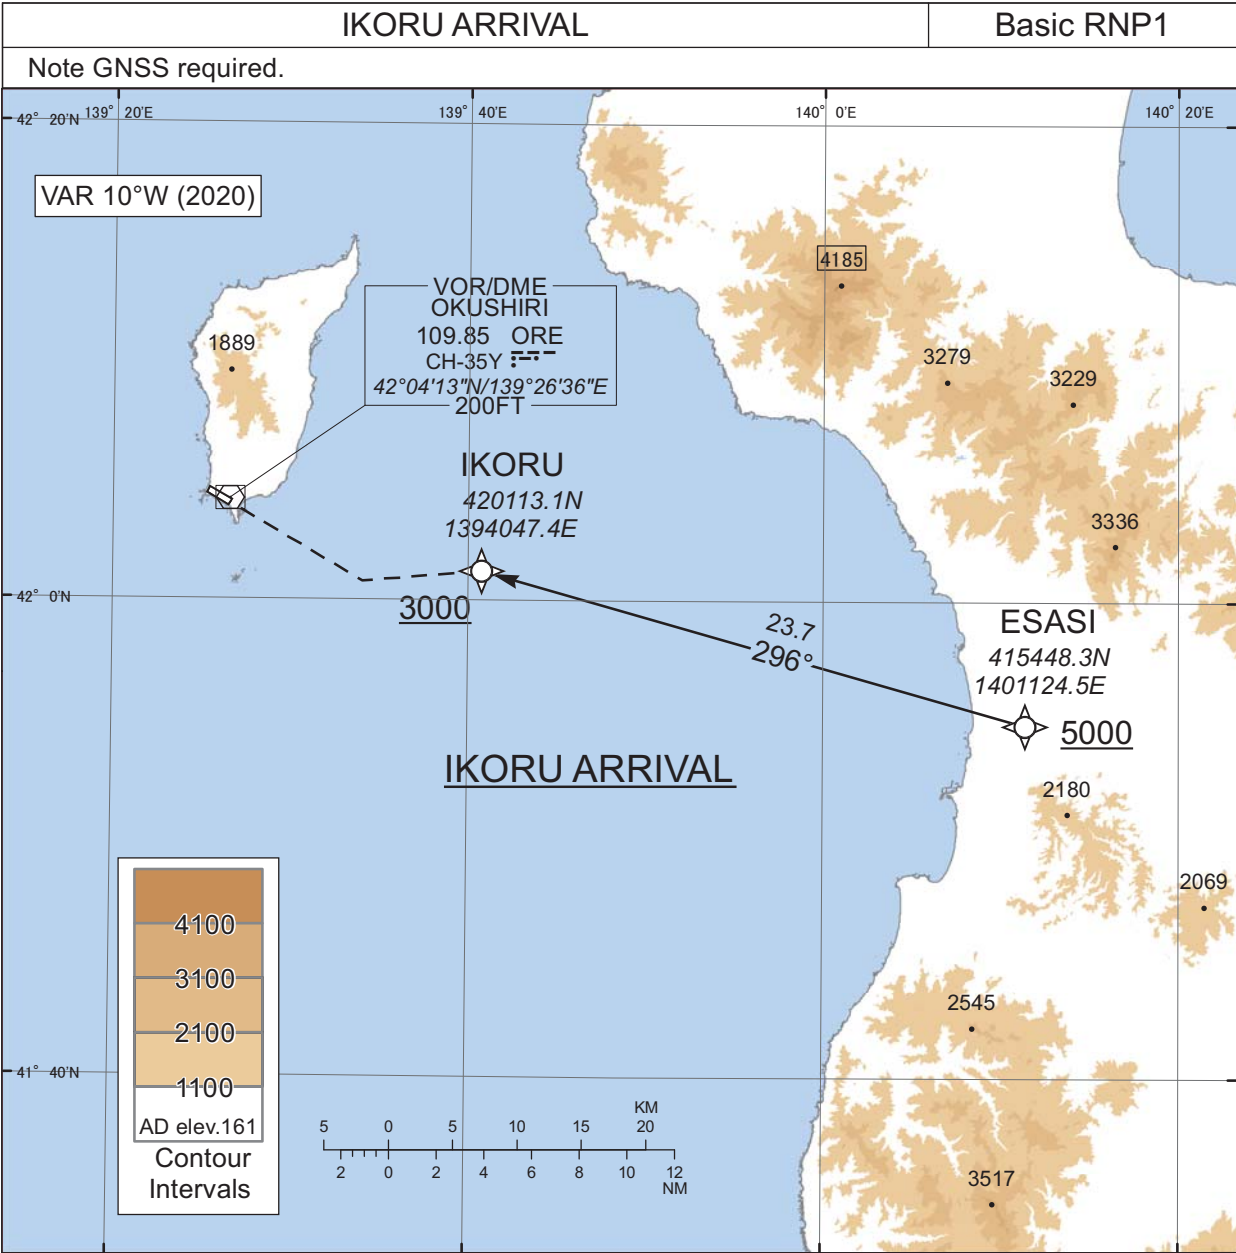 IKORU ARRIVAL
Basic RNP1
Note GNSS required.
139° 20'E
139° 40'E
140° 0'E
140° 20'E
42° 20'N
VAR 10°W (2020)
4185
VOR/DME
OKUSHIRI
109.85 ORE
CH-35Y
42°04'13"N/139°26'36"E
200FT
1889
3279
3229
IKORU
420113.1N
1394047.4E
3336
42° 0'N
3000
23.7
296°
ESASI
415448.3N
1401124.5E
5000
IKORU ARRIVAL
2180
2069
4100
3100
2100
1100
AD elev.161
Contour
Intervals
2545
41° 40'N
KM
5 0 5 10 15 20
2 0 2 4 6 8 10 12
NM
3517